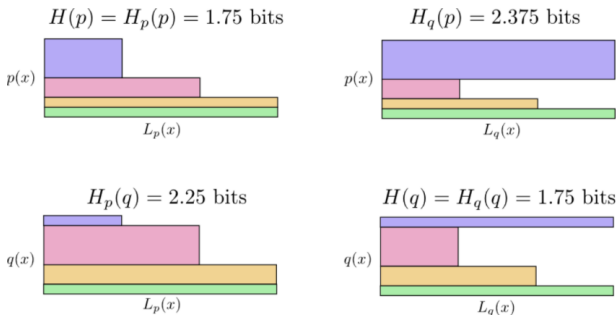 H(p) = H_p(p) = 1.75 bits
H_q(p) = 2.375 bits
p(x)
p(x)
L_p(x)
L_q(x)
H_p(q) = 2.25 bits
H(q) = H_q(q) = 1.75 bits
q(x)
q(x)
L_p(x)
L_q(x)